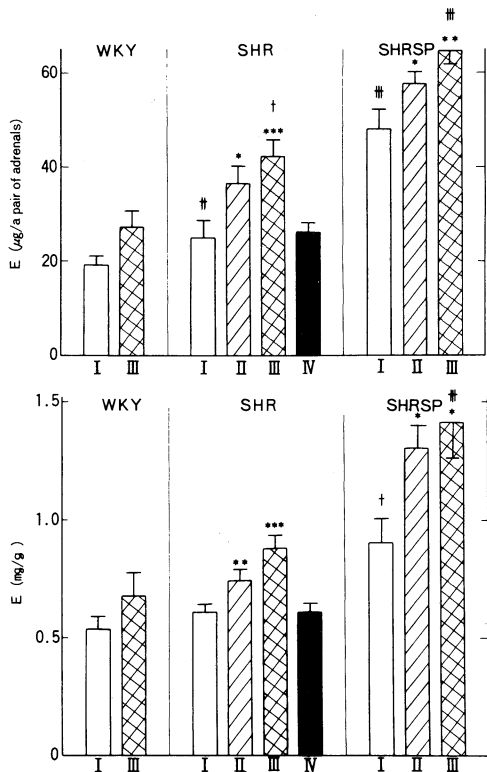 WKY SHR SHRSP
E (μg/a pair of adrenals)
60
40
20
0
⧻
† **
* ***
⧻ * ⧻
I III I II III IV I II III
WKY SHR SHRSP
E (mg/g)
1.5
1.0
0.5
0
⧻
* *
†
** ***
I III I II III IV I II III